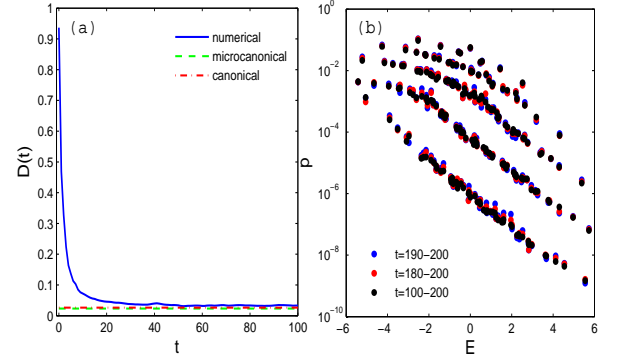 (a)
numerical
microcanonical
canonical
1
0.9
0.8
0.7
0.6
0.5
0.4
0.3
0.2
0.1
0
D(t)
0 20 40 60 80 100
t
(b)
10^0
10^−2
10^−4
10^−6
10^−8
10^−10
p
t=190−200
t=180−200
t=100−200
−6 −4 −2 0 2 4 6
E